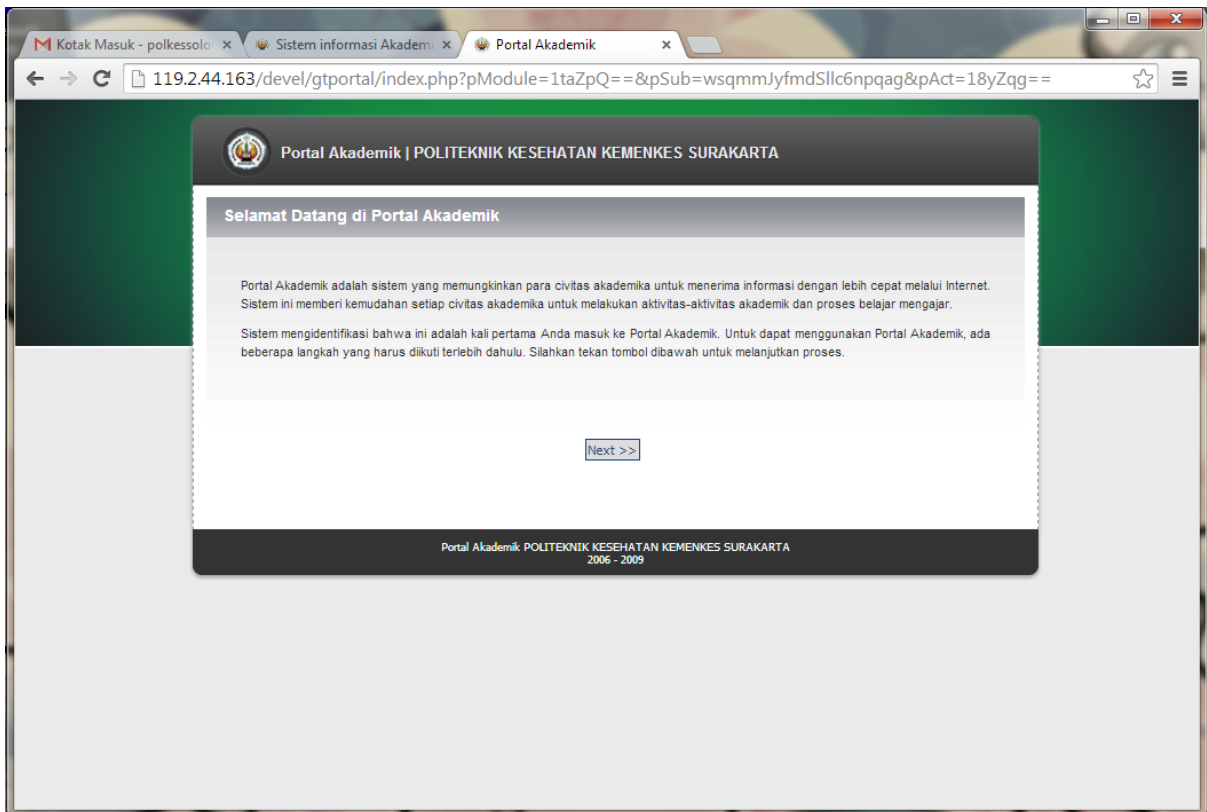 Kotak Masuk - polkessolo
Sistem informasi Akademi
Portal Akademik
119.2.44.163/devel/gtportal/index.php?pModule=1taZpQ==&pSub=wsqmmJyfmdSllc6npqag&pAct=18yZqg==
Portal Akademik | POLITEKNIK KESEHATAN KEMENKES SURAKARTA
Selamat Datang di Portal Akademik
Portal Akademik adalah sistem yang memungkinkan para civitas akademika untuk menerima informasi dengan lebih cepat melalui Internet.
Sistem ini memberi kemudahan setiap civitas akademika untuk melakukan aktivitas-aktivitas akademik dan proses belajar mengajar.
Sistem mengidentifikasi bahwa ini adalah kali pertama Anda masuk ke Portal Akademik. Untuk dapat menggunakan Portal Akademik, ada
beberapa langkah yang harus diikuti terlebih dahulu. Silahkan tekan tombol dibawah untuk melanjutkan proses.
Next >>
Portal Akademik POLITEKNIK KESEHATAN KEMENKES SURAKARTA
2006 - 2009